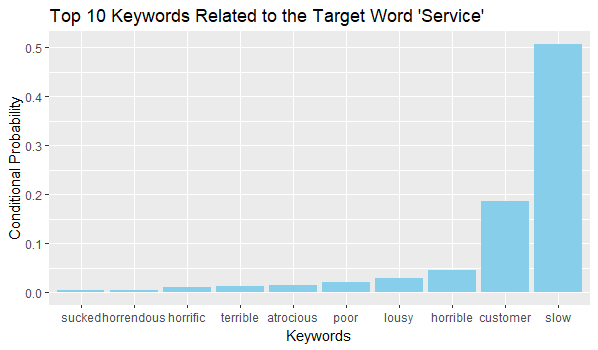 Top 10 Keywords Related to the Target Word 'Service'
Conditional Probability
0.5
0.4
0.3
0.2
0.1
0.0
sucked horrendous horrific terrible atrocious poor lousy horrible customer slow
Keywords